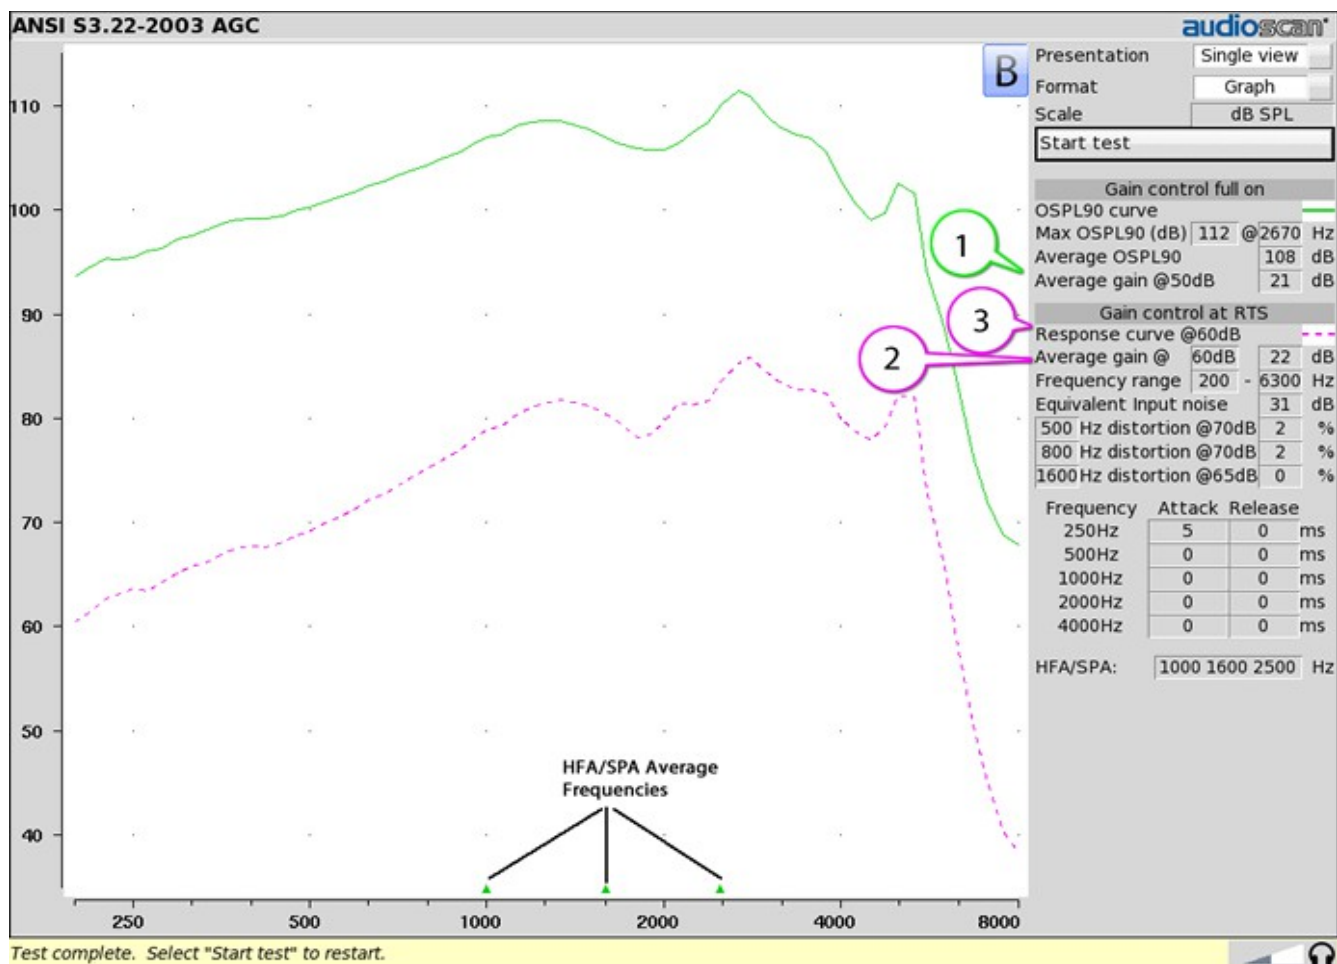 ANSI S3.22-2003 AGC
audioscan
B
110
100
90
80
70
60
50
40
250 500 1000 2000 4000 8000
HFA/SPA Average
Frequencies
1
3
2
Presentation Single view
Format Graph
Scale dB SPL
Start test
Gain control full on
OSPL90 curve
Max OSPL90 (dB) 112 @ 2670 Hz
Average OSPL90 108 dB
Average gain @50dB 21 dB
Gain control at RTS
Response curve @60dB
Average gain @ 60dB 22 dB
Frequency range 200 - 6300 Hz
Equivalent Input noise 31 dB
500 Hz distortion @70dB 2 %
800 Hz distortion @70dB 2 %
1600 Hz distortion @65dB 0 %
Frequency Attack Release
250Hz 5 0 ms
500Hz 0 0 ms
1000Hz 0 0 ms
2000Hz 0 0 ms
4000Hz 0 0 ms
HFA/SPA: 1000 1600 2500 Hz
Test complete. Select "Start test" to restart.